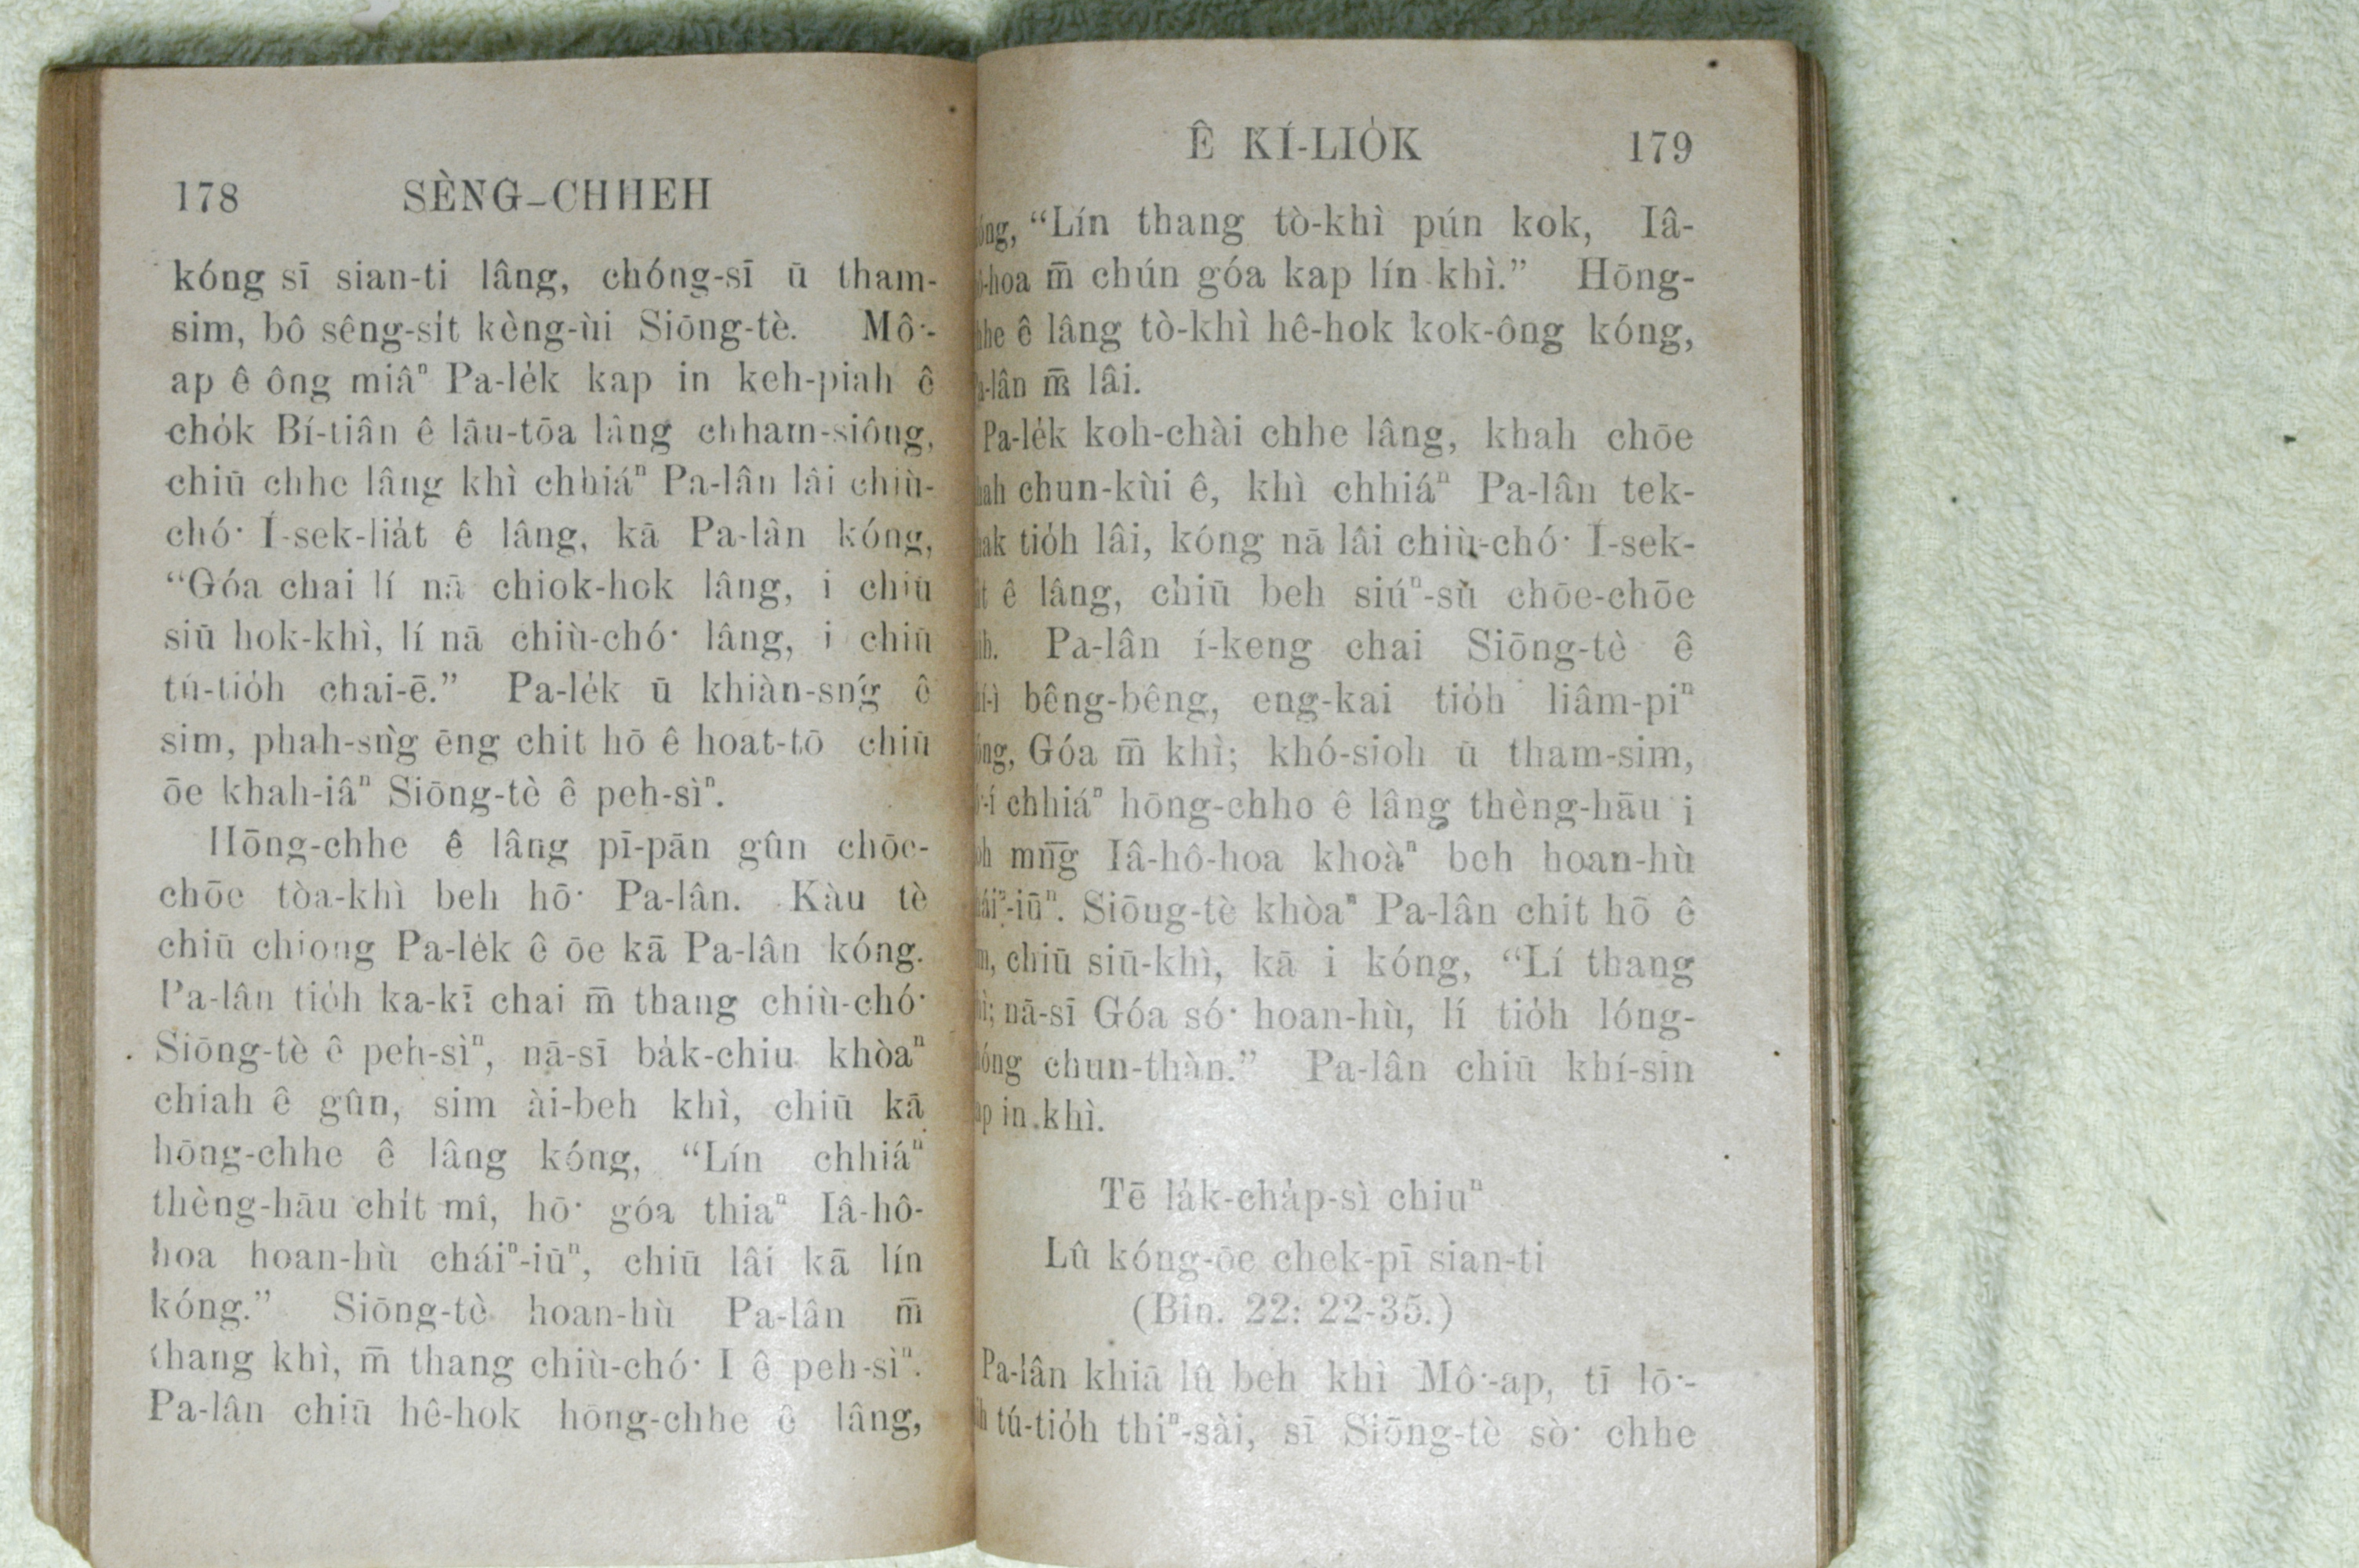 178 SÈNG-CHHEH
kóng sī sian-ti lâng, chóng-sī ū tham-
sim, bô sêng-si̍t kèng-ùi Siōng-tè. Mô͘-
ap ê ông miâⁿ Pa-le̍k kap in keh-piah ê
cho̍k Bí-tiân ê lāu-tōa lâng chham-siông,
chiū chhe lâng khì chhiáⁿ Pa-lân lâi chiù-
chó͘ Í-sek-lia̍t ê lâng, kā Pa-lân kóng,
“Góa chai lí nā chiok-hok lâng, i chiū
siū hok-khì, lí nā chiù-chó͘ lâng, i chiū
tú-tio̍h chai-ē.” Pa-le̍k ū khiàn-sńg ê
sim, phah-sǹg ēng chit hō ê hoat-tō chiū
ōe khah-iâⁿ Siōng-tè ê peh-sìⁿ.
Hōng-chhe ê lâng pī-pān gûn chōe-
chōe tòa-khì beh hō͘ Pa-lân. Kàu tè
chiū chiong Pa-le̍k ê ōe kā Pa-lân kóng.
Pa-lân tio̍h ka-kī chai m̄ thang chiù-chó͘
Siōng-tè ê peh-sìⁿ, nā-sī ba̍k-chiu khòaⁿ
chiah ê gûn, sim ài-beh khì, chiū kā
hōng-chhe ê lâng kóng, “Lín chhiáⁿ
thèng-hāu chi̍t mî, hō͘ góa thiaⁿ Iâ-hô-
hoa hoan-hù cháiⁿ-iūⁿ, chiū lâi kā lín
kóng.” Siōng-tè hoan-hù Pa-lân m̄
thang khì, m̄ thang chiù-chó͘ I ê peh-sìⁿ.
Pa-lân chiū hê-hok hōng-chhe ê lâng,
Ê KÍ-LIO̍K 179
“Lín thang tò-khì pún kok, Iâ-
hoa m̄ chún góa kap lín khì.” Hōng-
ê lâng tò-khì hê-hok kok-ông kóng,
lân m̄ lâi.
Pa-le̍k koh-chài chhe lâng, khah chōe
chun-kùi ê, khì chhiáⁿ Pa-lân tek-
tio̍h lâi, kóng nā lâi chiù-chó͘ Í-sek-
ê lâng, chiū beh siúⁿ-sù chōe-chōe
Pa-lân í-keng chai Siōng-tè ê
bêng-bêng, eng-kai tio̍h liâm-piⁿ
Góa m̄ khì; khó-sioh ū tham-sim,
chhiáⁿ hōng-chhe ê lâng thèng-hāu i
mn̄g Iâ-hô-hoa khoàⁿ beh hoan-hù
iūⁿ. Siōng-tè khòaⁿ Pa-lân chit hō ê
chiū siū-khì, kā i kóng, “Lí thang
nā-sī Góa só͘ hoan-hù, lí tio̍h lóng-
chun-thàn.” Pa-lân chiū khí-sin
in khì.
Tē la̍k-cha̍p-sì chiuⁿ
Lû kóng-ōe chek-pī sian-ti
(Bîn. 22: 22-35.)
Pa-lân khiā lû beh khì Mô͘-ap, tī lō͘-
tú-tio̍h thiⁿ-sài, sī Siōng-tè sò͘ chhe